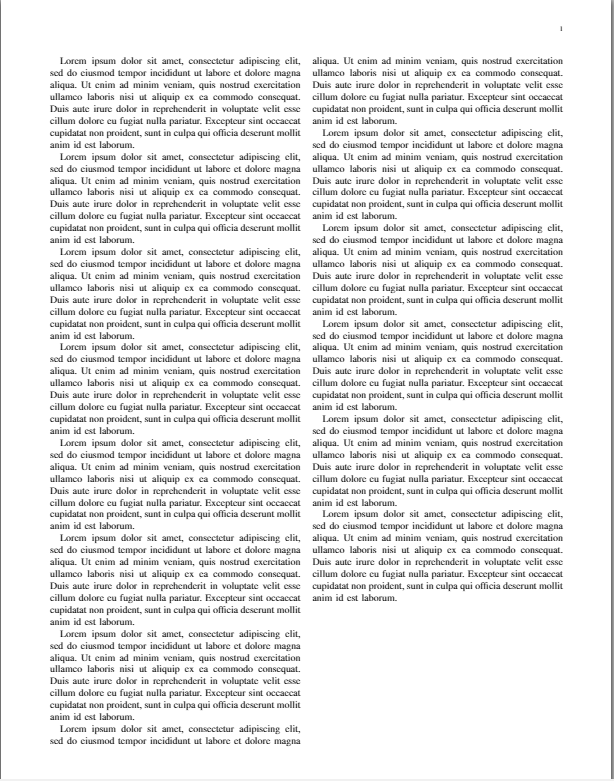 1
Lorem ipsum dolor sit amet, consectetur adipiscing elit,
sed do eiusmod tempor incididunt ut labore et dolore magna
aliqua. Ut enim ad minim veniam, quis nostrud exercitation
ullamco laboris nisi ut aliquip ex ea commodo consequat.
Duis aute irure dolor in reprehenderit in voluptate velit esse
cillum dolore eu fugiat nulla pariatur. Excepteur sint occaecat
cupidatat non proident, sunt in culpa qui officia deserunt mollit
anim id est laborum.
Lorem ipsum dolor sit amet, consectetur adipiscing elit,
sed do eiusmod tempor incididunt ut labore et dolore magna
aliqua. Ut enim ad minim veniam, quis nostrud exercitation
ullamco laboris nisi ut aliquip ex ea commodo consequat.
Duis aute irure dolor in reprehenderit in voluptate velit esse
cillum dolore eu fugiat nulla pariatur. Excepteur sint occaecat
cupidatat non proident, sunt in culpa qui officia deserunt mollit
anim id est laborum.
Lorem ipsum dolor sit amet, consectetur adipiscing elit,
sed do eiusmod tempor incididunt ut labore et dolore magna
aliqua. Ut enim ad minim veniam, quis nostrud exercitation
ullamco laboris nisi ut aliquip ex ea commodo consequat.
Duis aute irure dolor in reprehenderit in voluptate velit esse
cillum dolore eu fugiat nulla pariatur. Excepteur sint occaecat
cupidatat non proident, sunt in culpa qui officia deserunt mollit
anim id est laborum.
Lorem ipsum dolor sit amet, consectetur adipiscing elit,
sed do eiusmod tempor incididunt ut labore et dolore magna
aliqua. Ut enim ad minim veniam, quis nostrud exercitation
ullamco laboris nisi ut aliquip ex ea commodo consequat.
Duis aute irure dolor in reprehenderit in voluptate velit esse
cillum dolore eu fugiat nulla pariatur. Excepteur sint occaecat
cupidatat non proident, sunt in culpa qui officia deserunt mollit
anim id est laborum.
Lorem ipsum dolor sit amet, consectetur adipiscing elit,
sed do eiusmod tempor incididunt ut labore et dolore magna
aliqua. Ut enim ad minim veniam, quis nostrud exercitation
ullamco laboris nisi ut aliquip ex ea commodo consequat.
Duis aute irure dolor in reprehenderit in voluptate velit esse
cillum dolore eu fugiat nulla pariatur. Excepteur sint occaecat
cupidatat non proident, sunt in culpa qui officia deserunt mollit
anim id est laborum.
Lorem ipsum dolor sit amet, consectetur adipiscing elit,
sed do eiusmod tempor incididunt ut labore et dolore magna
aliqua. Ut enim ad minim veniam, quis nostrud exercitation
ullamco laboris nisi ut aliquip ex ea commodo consequat.
Duis aute irure dolor in reprehenderit in voluptate velit esse
cillum dolore eu fugiat nulla pariatur. Excepteur sint occaecat
cupidatat non proident, sunt in culpa qui officia deserunt mollit
anim id est laborum.
Lorem ipsum dolor sit amet, consectetur adipiscing elit,
sed do eiusmod tempor incididunt ut labore et dolore magna
aliqua. Ut enim ad minim veniam, quis nostrud exercitation
ullamco laboris nisi ut aliquip ex ea commodo consequat.
Duis aute irure dolor in reprehenderit in voluptate velit esse
cillum dolore eu fugiat nulla pariatur. Excepteur sint occaecat
cupidatat non proident, sunt in culpa qui officia deserunt mollit
anim id est laborum.
Lorem ipsum dolor sit amet, consectetur adipiscing elit,
sed do eiusmod tempor incididunt ut labore et dolore magna
aliqua. Ut enim ad minim veniam, quis nostrud exercitation
ullamco laboris nisi ut aliquip ex ea commodo consequat.
Duis aute irure dolor in reprehenderit in voluptate velit esse
cillum dolore eu fugiat nulla pariatur. Excepteur sint occaecat
cupidatat non proident, sunt in culpa qui officia deserunt mollit
anim id est laborum.
Lorem ipsum dolor sit amet, consectetur adipiscing elit,
sed do eiusmod tempor incididunt ut labore et dolore magna
aliqua. Ut enim ad minim veniam, quis nostrud exercitation
ullamco laboris nisi ut aliquip ex ea commodo consequat.
Duis aute irure dolor in reprehenderit in voluptate velit esse
cillum dolore eu fugiat nulla pariatur. Excepteur sint occaecat
cupidatat non proident, sunt in culpa qui officia deserunt mollit
anim id est laborum.
Lorem ipsum dolor sit amet, consectetur adipiscing elit,
sed do eiusmod tempor incididunt ut labore et dolore magna
aliqua. Ut enim ad minim veniam, quis nostrud exercitation
ullamco laboris nisi ut aliquip ex ea commodo consequat.
Duis aute irure dolor in reprehenderit in voluptate velit esse
cillum dolore eu fugiat nulla pariatur. Excepteur sint occaecat
cupidatat non proident, sunt in culpa qui officia deserunt mollit
anim id est laborum.
Lorem ipsum dolor sit amet, consectetur adipiscing elit,
sed do eiusmod tempor incididunt ut labore et dolore magna
aliqua. Ut enim ad minim veniam, quis nostrud exercitation
ullamco laboris nisi ut aliquip ex ea commodo consequat.
Duis aute irure dolor in reprehenderit in voluptate velit esse
cillum dolore eu fugiat nulla pariatur. Excepteur sint occaecat
cupidatat non proident, sunt in culpa qui officia deserunt mollit
anim id est laborum.
Lorem ipsum dolor sit amet, consectetur adipiscing elit,
sed do eiusmod tempor incididunt ut labore et dolore magna
aliqua. Ut enim ad minim veniam, quis nostrud exercitation
ullamco laboris nisi ut aliquip ex ea commodo consequat.
Duis aute irure dolor in reprehenderit in voluptate velit esse
cillum dolore eu fugiat nulla pariatur. Excepteur sint occaecat
cupidatat non proident, sunt in culpa qui officia deserunt mollit
anim id est laborum.
Lorem ipsum dolor sit amet, consectetur adipiscing elit,
sed do eiusmod tempor incididunt ut labore et dolore magna
aliqua. Ut enim ad minim veniam, quis nostrud exercitation
ullamco laboris nisi ut aliquip ex ea commodo consequat.
Duis aute irure dolor in reprehenderit in voluptate velit esse
cillum dolore eu fugiat nulla pariatur. Excepteur sint occaecat
cupidatat non proident, sunt in culpa qui officia deserunt mollit
anim id est laborum.